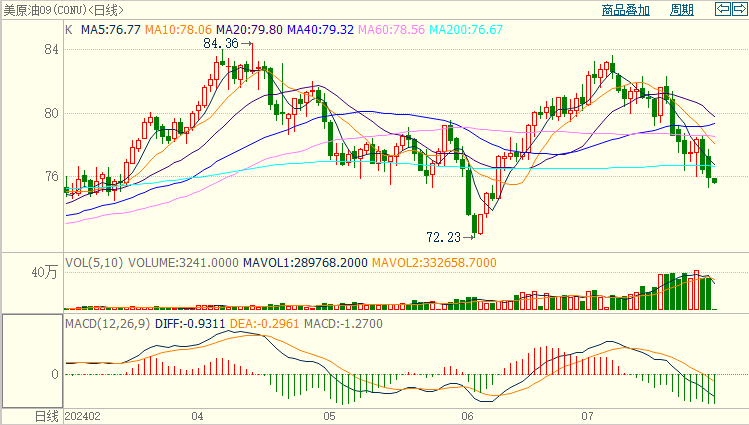 美原油09(CONU)<日线> 商品叠加 周期
K MA5:76.77 MA10:78.06 MA20:79.80 MA40:79.32 MA60:78.56 MA200:76.67
84.36→
84
80
76
72.23→
VOL(5,10) VOLUME:3241.0000 MAVOL1:289768.2000 MAVOL2:332658.7000
40万
MACD(12,26,9) DIFF:-0.9311 DEA:-0.2961 MACD:-1.2700
0
日线 202402 04 05 06 07